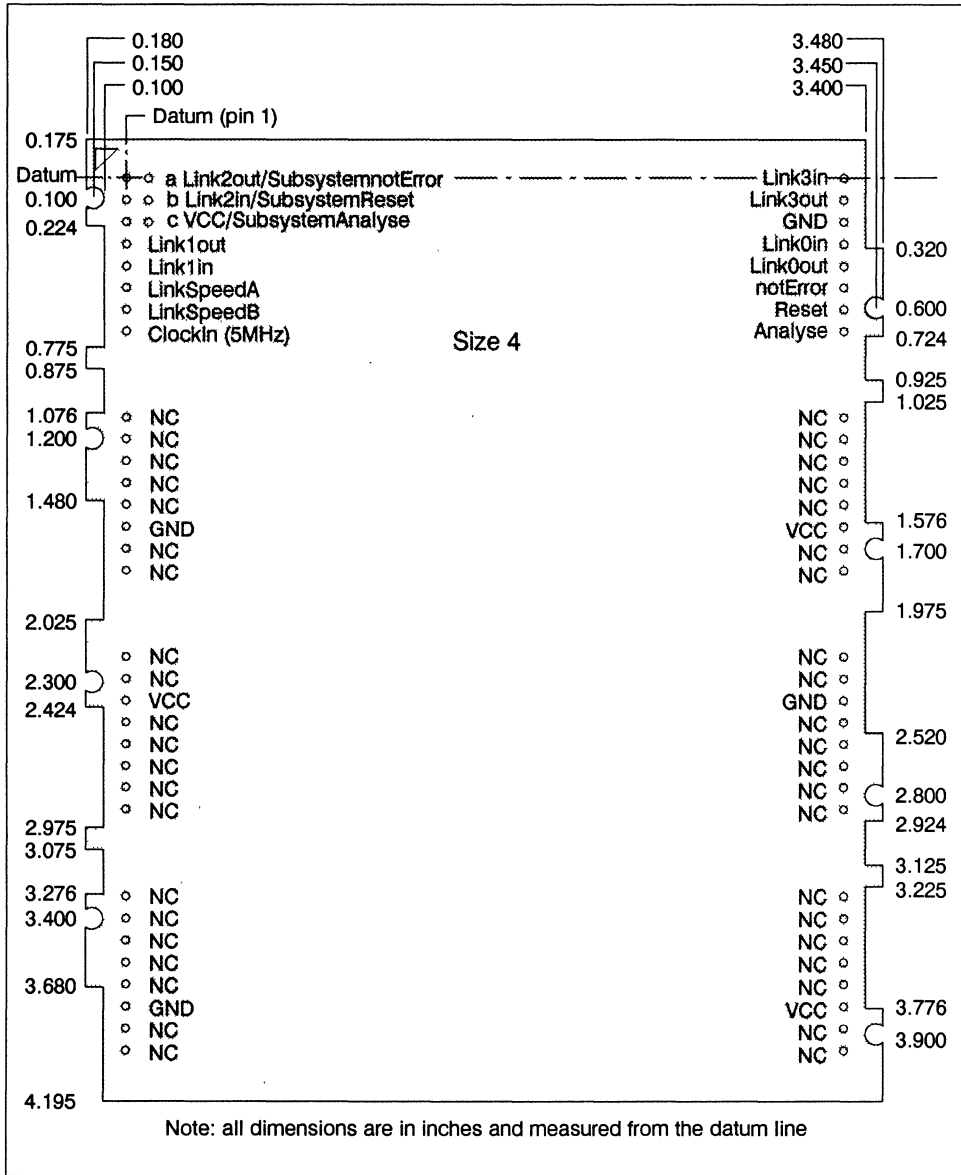 0.180 3.480
0.150 3.450
0.100 3.400
Datum (pin 1)
0.175
Datum a Link2out/SubsystemnotError Link3in
0.100 b Link2in/SubsystemReset Link3out
0.224 c VCC/SubsystemAnalyse GND
Link1out Link0in 0.320
Link1in Link0out
LinkSpeedA notError
LinkSpeedB Reset 0.600
ClockIn (5MHz) Size 4 Analyse 0.724
0.775
0.875 0.925
1.025
1.076 NC NC
1.200 NC NC
NC NC
NC NC
1.480 NC NC
GND VCC 1.576
NC NC 1.700
NC NC
2.025 1.975
NC NC
2.300 NC NC
2.424 VCC GND
NC NC 2.520
NC NC
NC NC
NC NC 2.800
NC NC 2.924
2.975
3.075 3.125
3.276 NC NC 3.225
3.400 NC NC
NC NC
NC NC
3.680 NC NC
GND VCC 3.776
NC NC 3.900
NC NC
4.195
Note: all dimensions are in inches and measured from the datum line